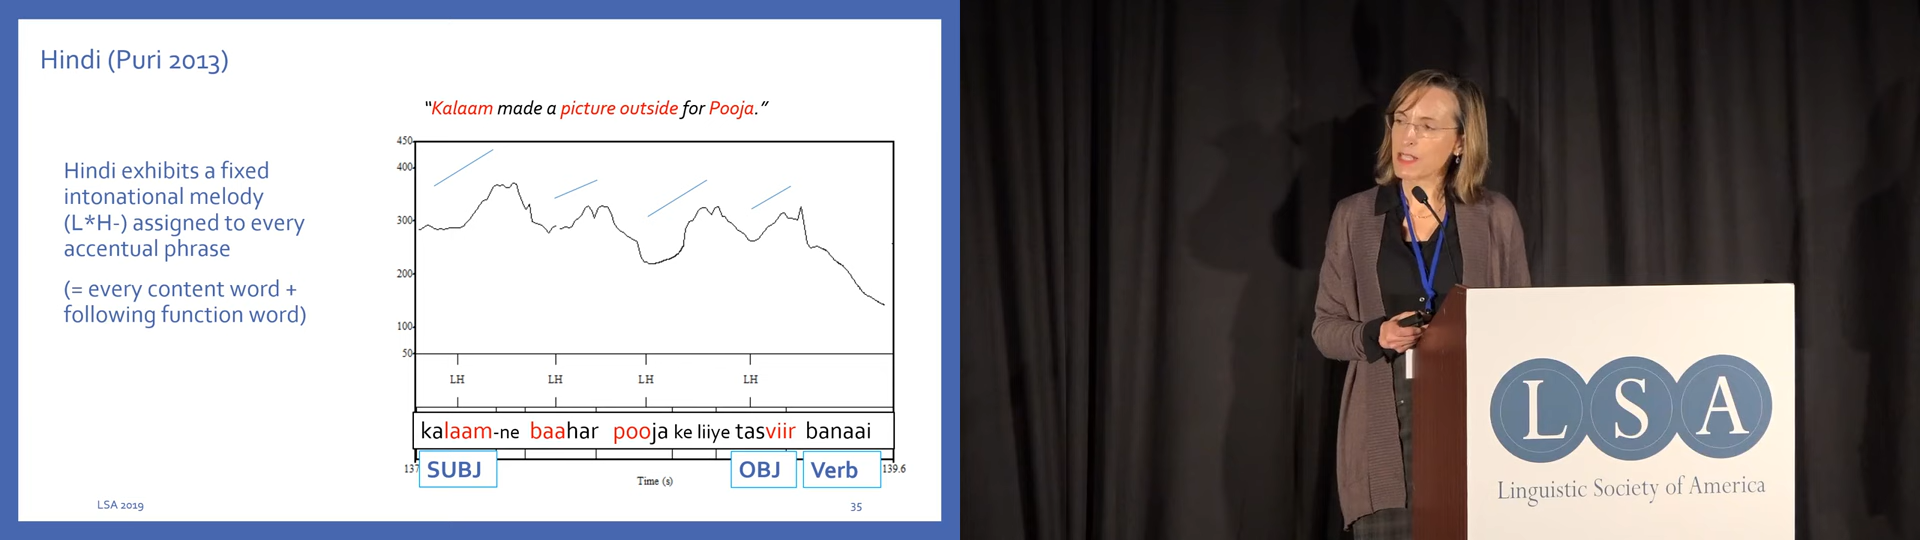 Hindi (Puri 2013)
“Kalaam made a picture outside for Pooja.”
Hindi exhibits a fixed
intonational melody
(L*H-) assigned to every
accentual phrase
(= every content word +
following function word)
450
400
300
200
100
50
LH LH LH LH
kalaam-ne baahar pooja ke liiye tasviir banaai
137 SUBJ OBJ Verb 139.6
Time (s)
LSA 2019
35
LSA
Linguistic Society of America